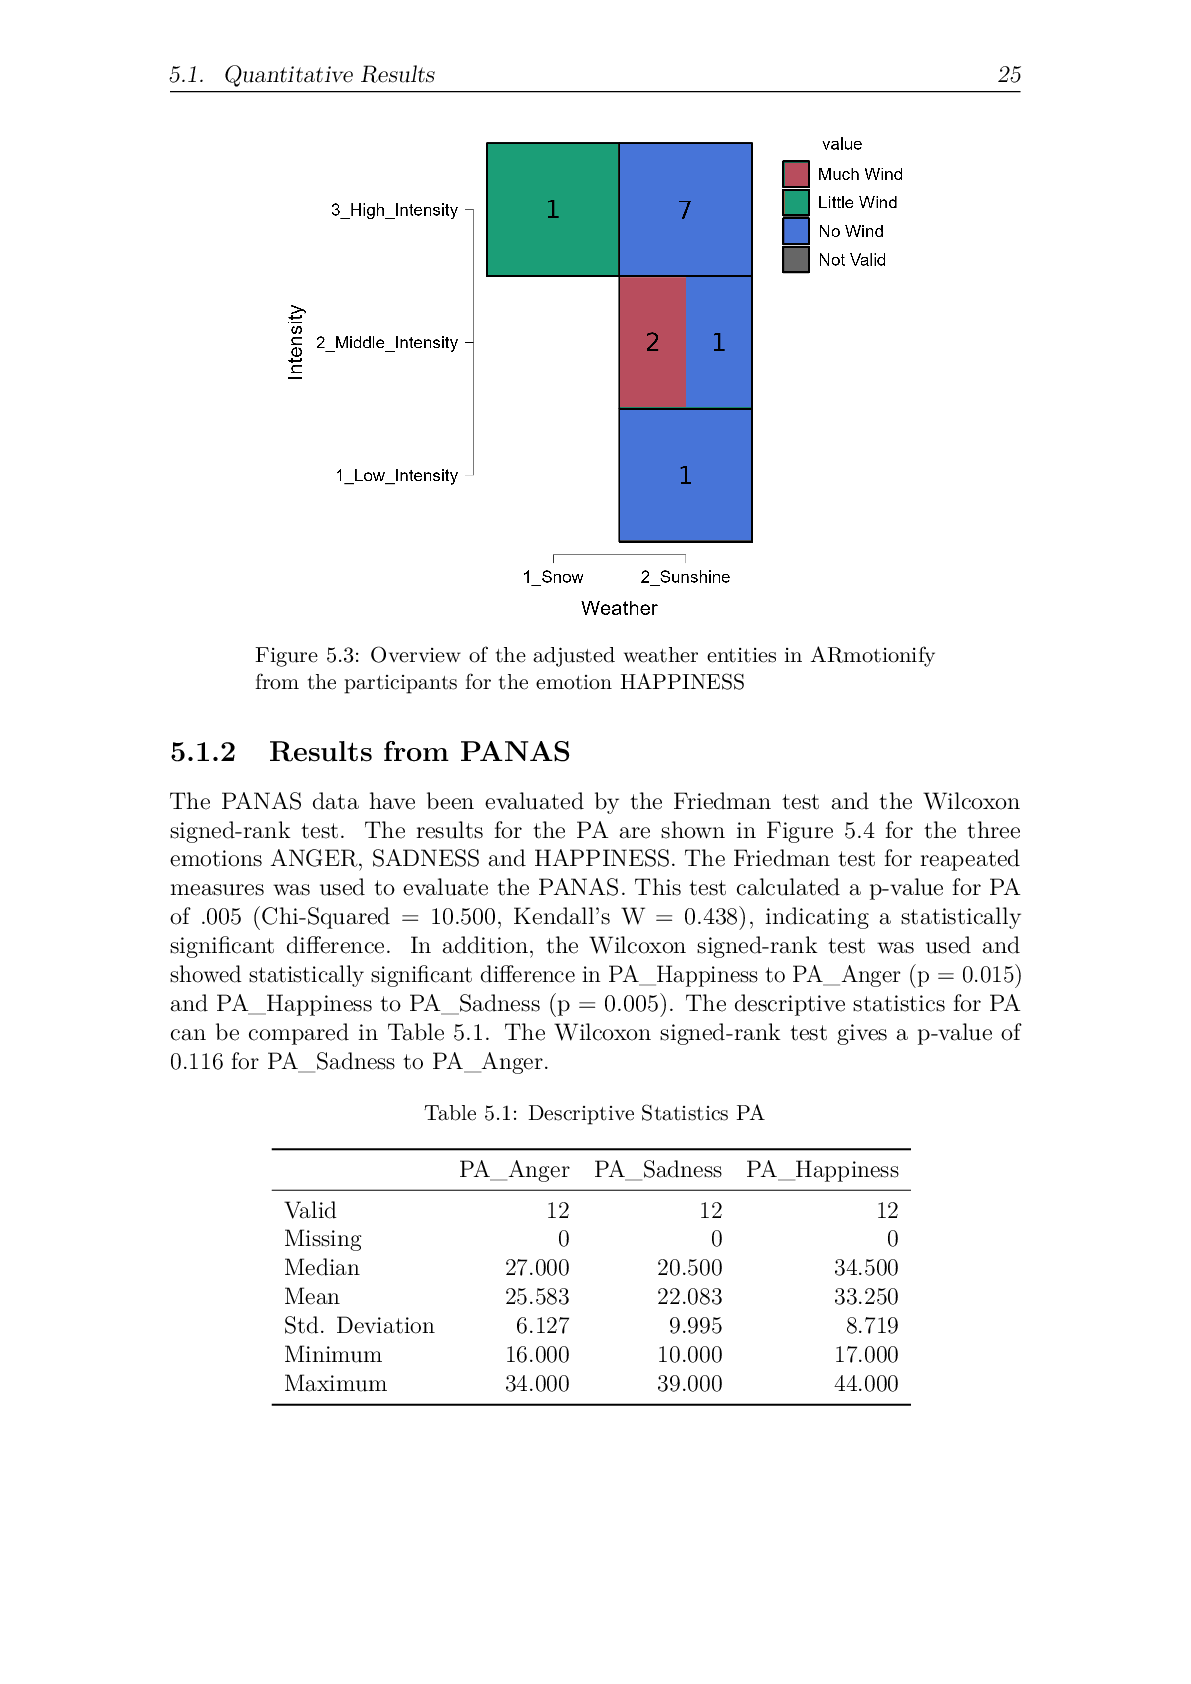 5.1. Quantitative Results 25
value
Much Wind
Little Wind
No Wind
Not Valid
3_High_Intensity
1 7
Intensity
2_Middle_Intensity
2 1
1_Low_Intensity
1
1_Snow 2_Sunshine
Weather
Figure 5.3: Overview of the adjusted weather entities in ARmotionify
from the participants for the emotion HAPPINESS
5.1.2 Results from PANAS
The PANAS data have been evaluated by the Friedman test and the Wilcoxon
signed-rank test. The results for the PA are shown in Figure 5.4 for the three
emotions ANGER, SADNESS and HAPPINESS. The Friedman test for reapeated
measures was used to evaluate the PANAS. This test calculated a p-value for PA
of .005 (Chi-Squared = 10.500, Kendall's W = 0.438), indicating a statistically
significant difference. In addition, the Wilcoxon signed-rank test was used and
showed statistically significant difference in PA_Happiness to PA_Anger (p = 0.015)
and PA_Happiness to PA_Sadness (p = 0.005). The descriptive statistics for PA
can be compared in Table 5.1. The Wilcoxon signed-rank test gives a p-value of
0.116 for PA_Sadness to PA_Anger.
Table 5.1: Descriptive Statistics PA
PA_Anger PA_Sadness PA_Happiness
Valid 12 12 12
Missing 0 0 0
Median 27.000 20.500 34.500
Mean 25.583 22.083 33.250
Std. Deviation 6.127 9.995 8.719
Minimum 16.000 10.000 17.000
Maximum 34.000 39.000 44.000